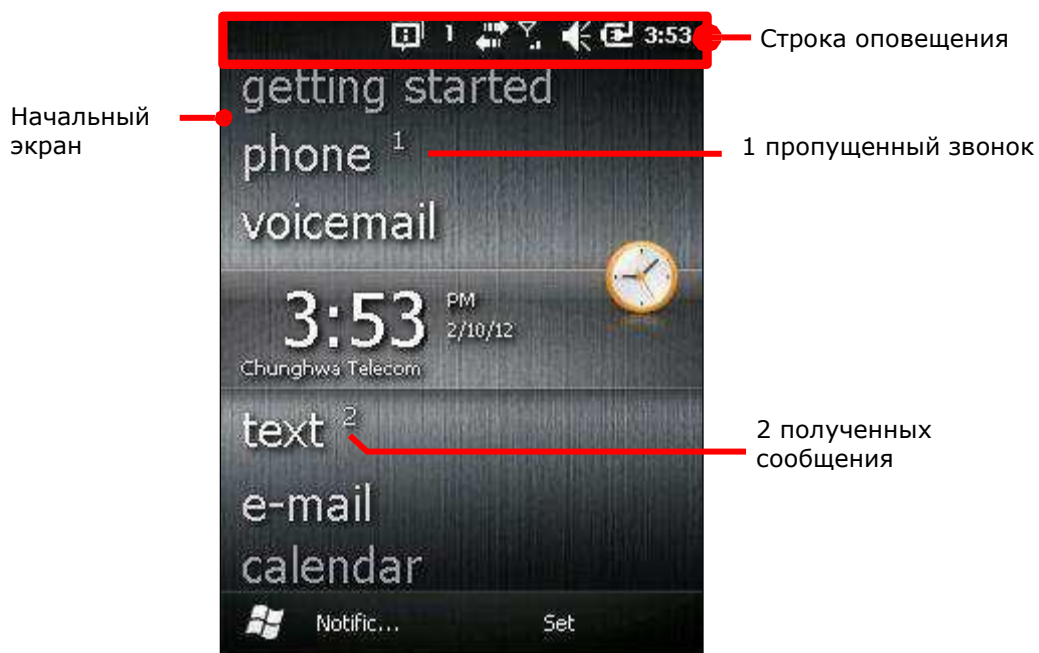 1 3:53
Строка оповещения
getting started
Начальный
экран
phone 1
1 пропущенный звонок
voicemail
3:53 PM
2/10/12
Chunghwa Telecom
text 2
2 полученных
сообщения
e-mail
calendar
Notific... Set